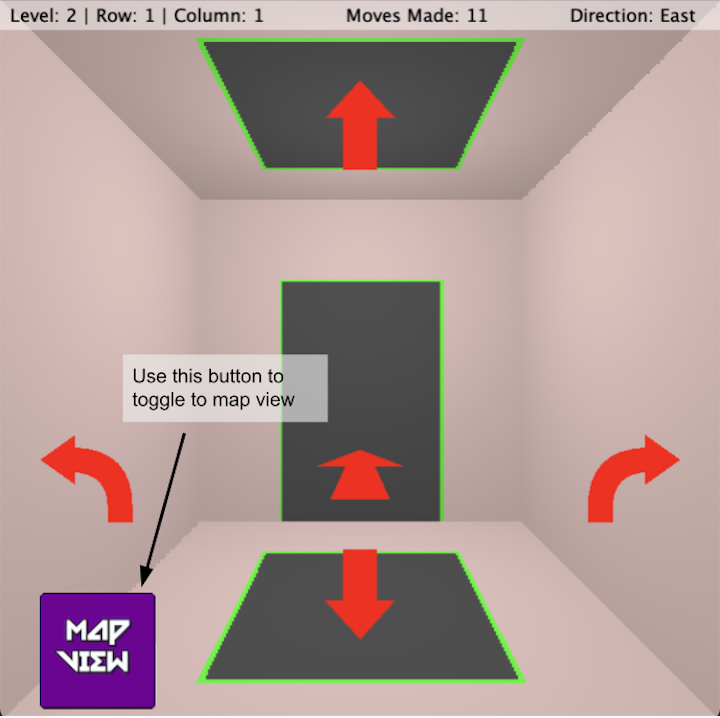 Level: 2 | Row: 1 | Column: 1 Moves Made: 11 Direction: East
Use this button to
toggle to map view
MAP
VIEW